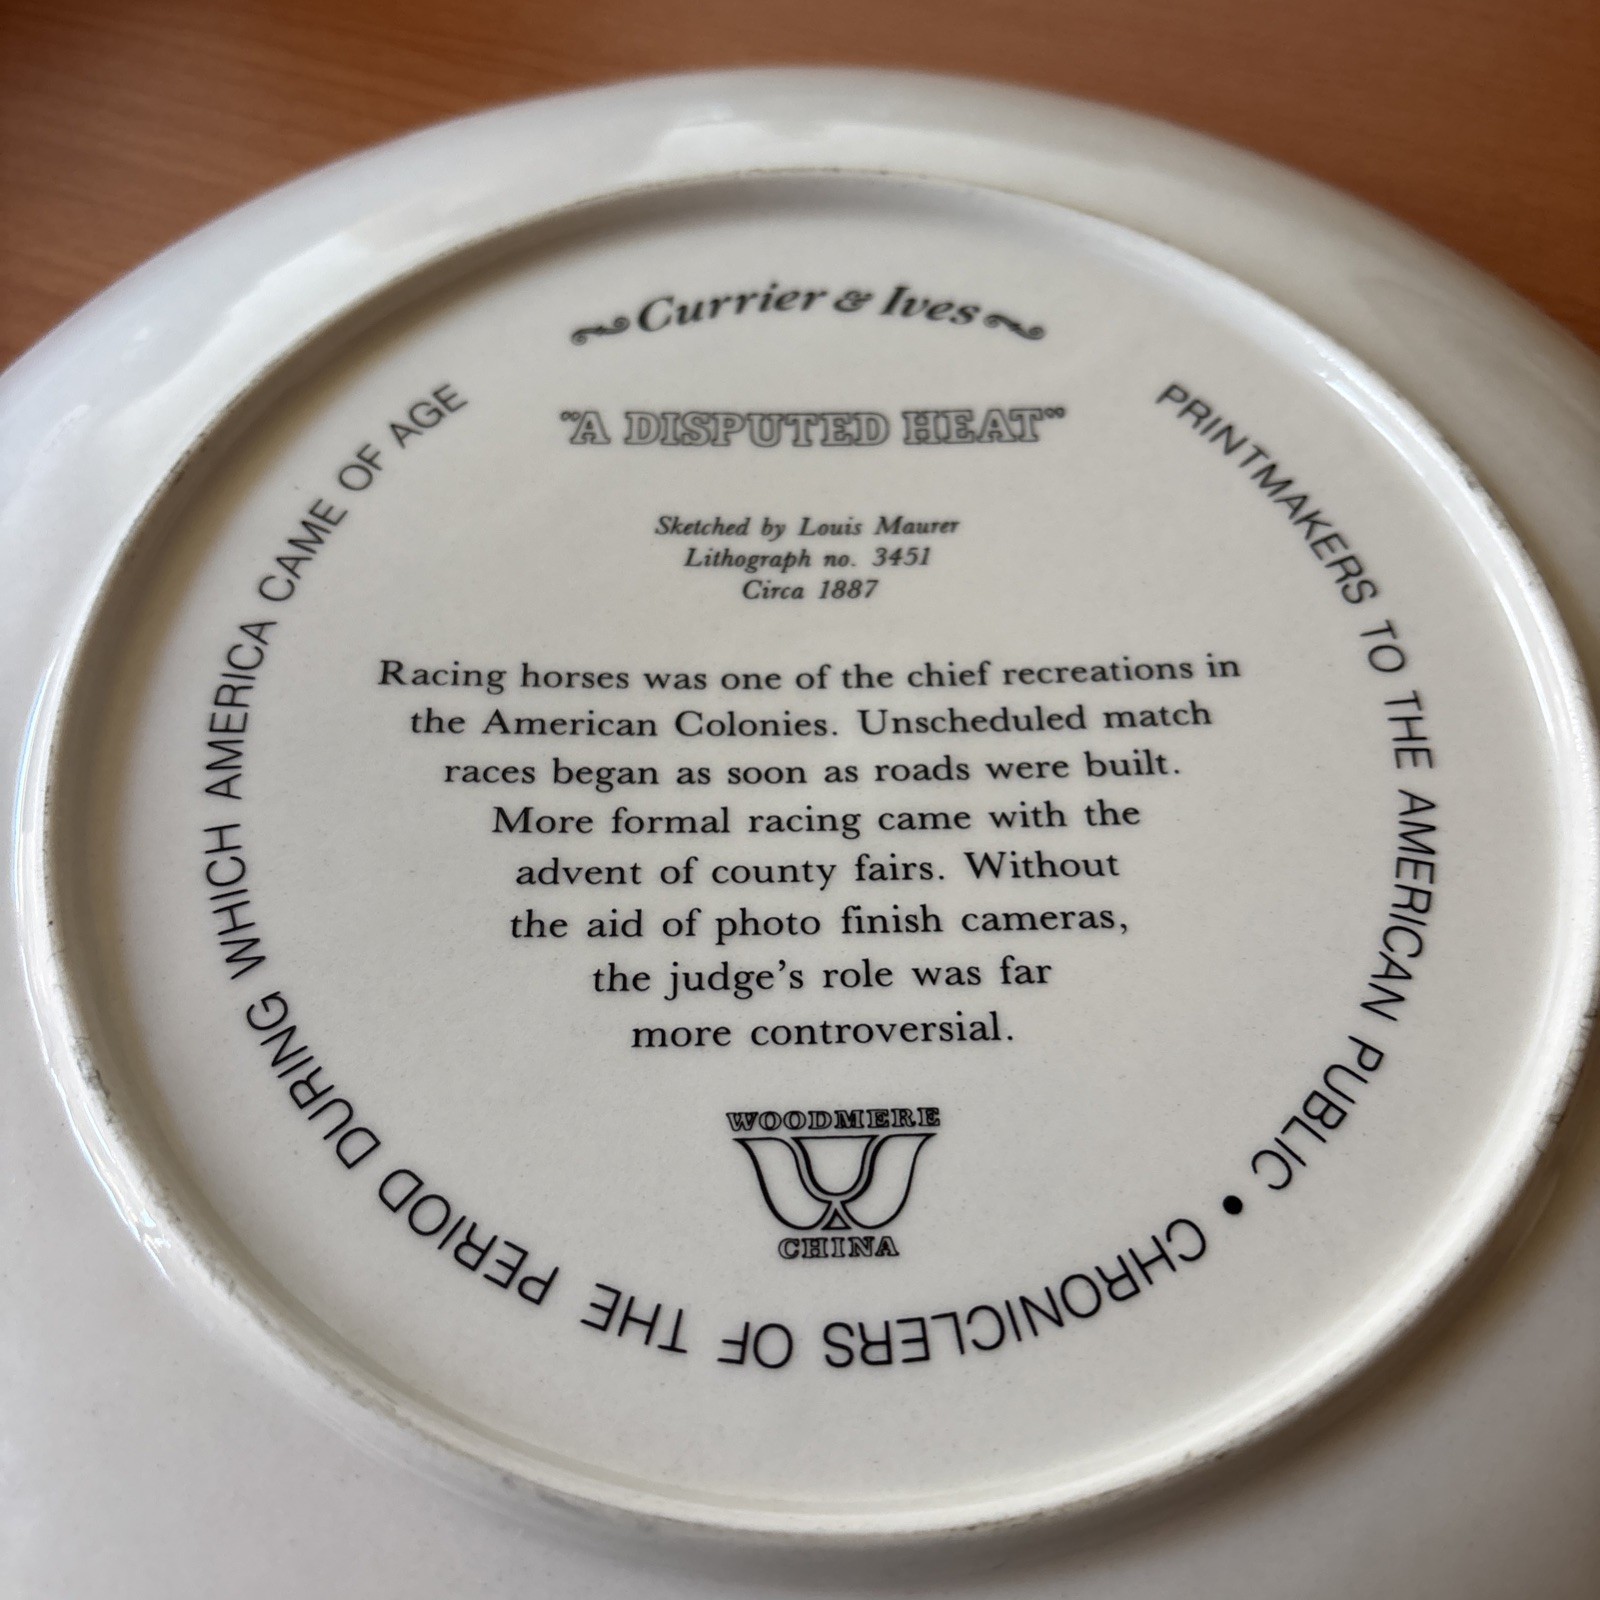 Currier & Ives
"A DISPUTED HEAT"
Sketched by Louis Maurer
Lithograph no. 3451
Circa 1887
Racing horses was one of the chief recreations in
the American Colonies. Unscheduled match
races began as soon as roads were built.
More formal racing came with the
advent of county fairs. Without
the aid of photo finish cameras,
the judge's role was far
more controversial.
WOODMERE
CHINA
PRINTMAKERS TO THE AMERICAN PUBLIC • CHRONICLERS OF THE PERIOD DURING WHICH AMERICA CAME OF AGE